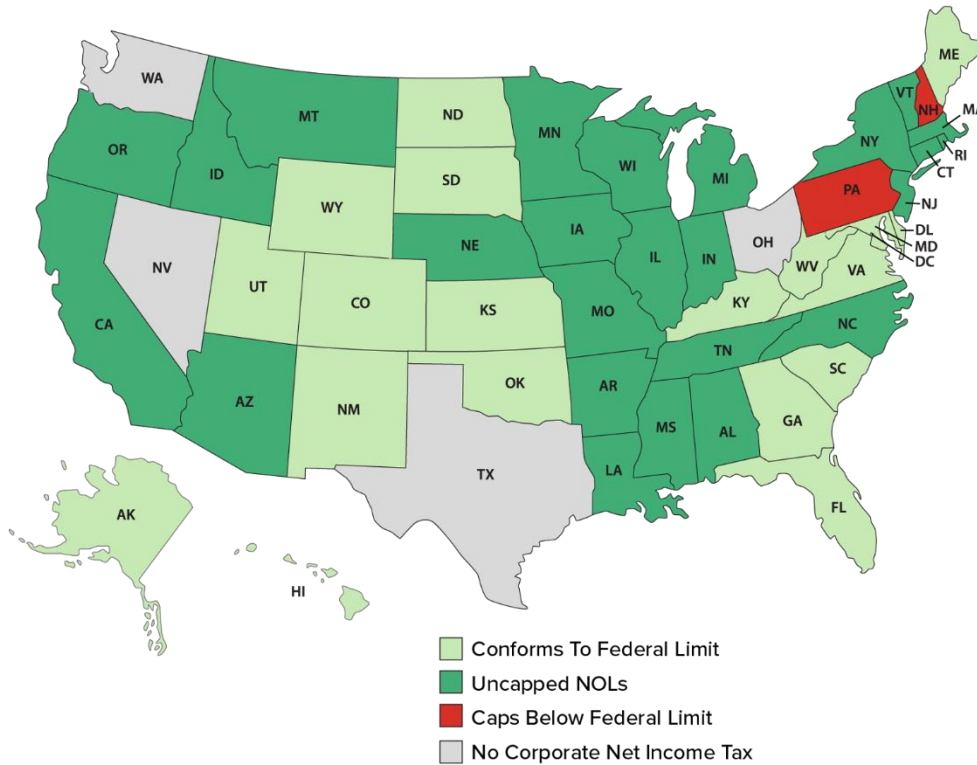 ME
WA
VT
NH
MT
ND
MN
MA
OR
NY
ID
WI
SD
MI
RI
CT
WY
PA
NJ
IA
NE
OH
DL
MD
DC
NV
IL
IN
WV
VA
UT
CO
KY
KS
MO
CA
NC
TN
SC
OK
AR
AZ
NM
GA
MS
AL
LA
TX
FL
AK
HI
Conforms To Federal Limit
Uncapped NOLs
Caps Below Federal Limit
No Corporate Net Income Tax